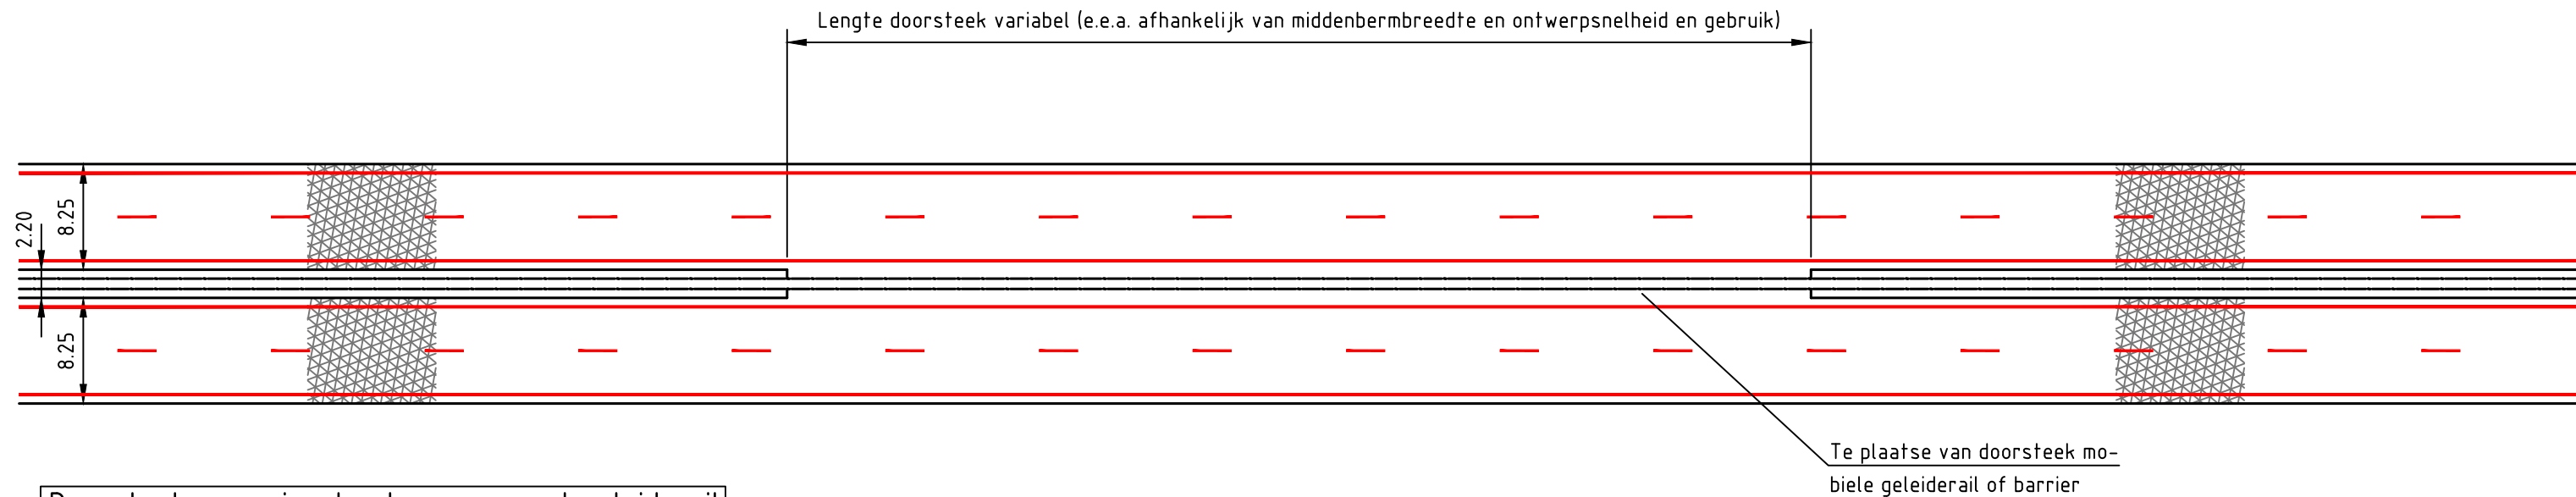 Lengte doorsteek variabel (e.e.a. afhankelijk van middenbermbreedte en ontwerpsnelheid en gebruik)
2.20
8.25
8.25
Te plaatse van doorsteek mo-
biele geleiderail of barrier